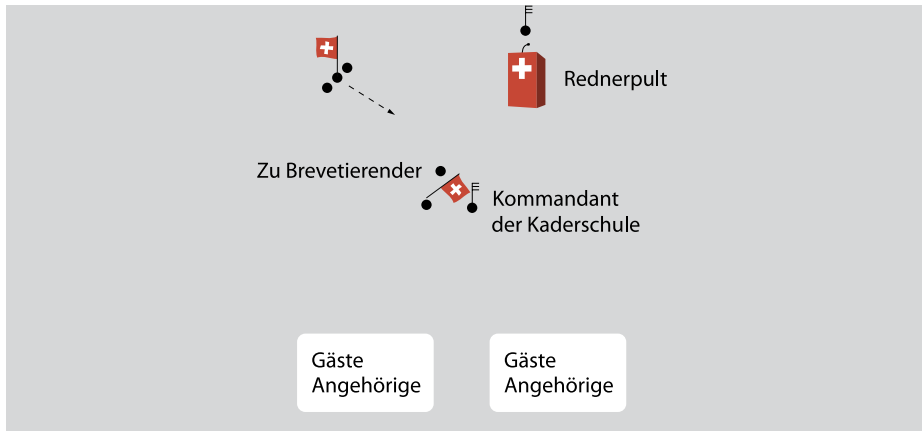 Rednerpult
Zu Brevetierender
Kommandant
der Kaderschule
Gäste
Angehörige
Gäste
Angehörige